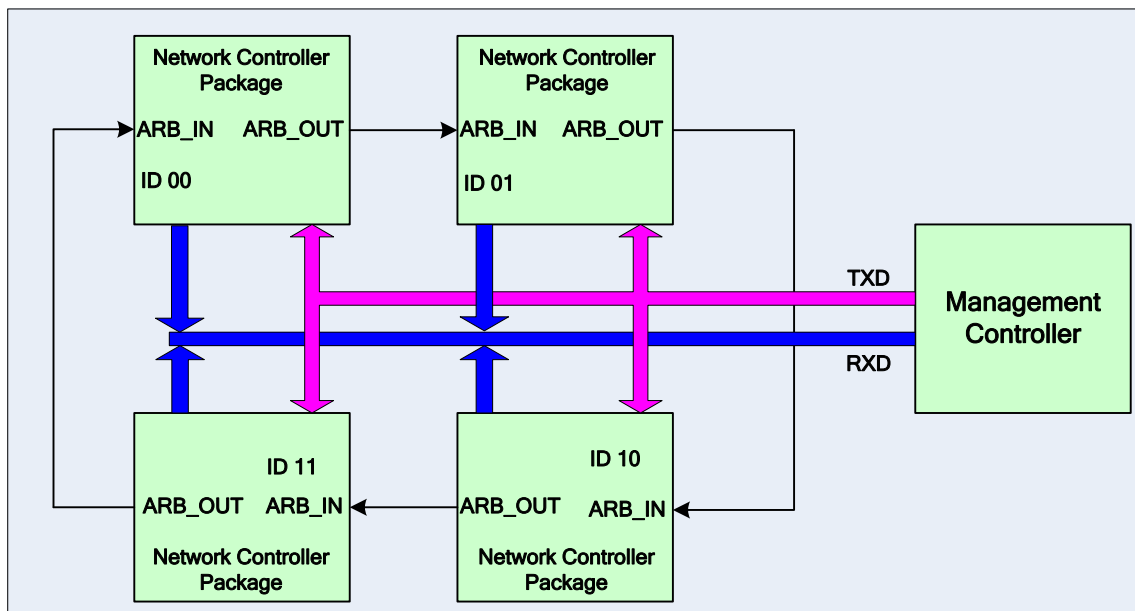 Network Controller
Package
ARB_IN
ARB_OUT
ID 00
Network Controller
Package
ARB_IN
ARB_OUT
ID 01
TXD
RXD
Management
Controller
ID 11
ARB_OUT
ARB_IN
Network Controller
Package
ID 10
ARB_OUT
ARB_IN
Network Controller
Package